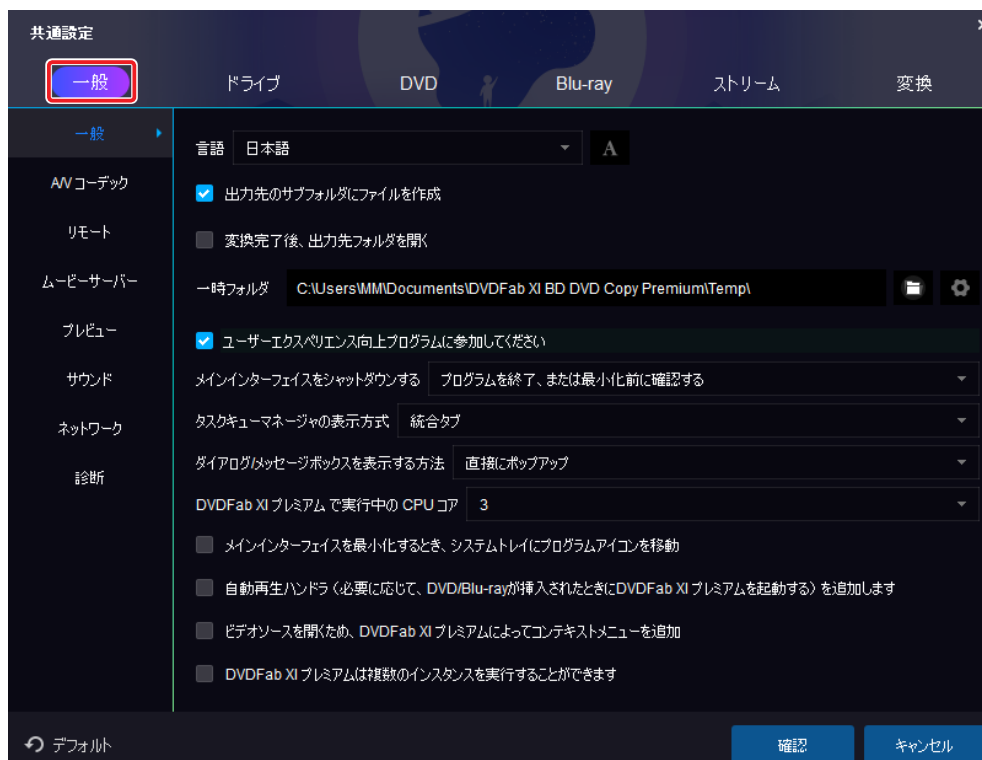 共通設定
一般 ドライブ DVD Blu-ray ストリーム 変換
一般
A/V コーデック
リモート
ムービーサーバー
プレビュー
サウンド
ネットワーク
診断
言語 日本語 A
出力先のサブフォルダにファイルを作成
変換完了後、出力先フォルダを開く
一時フォルダ C:\Users\MM\Documents\DVDFab XI BD DVD Copy Premium\Temp\
ユーザーエクスペリエンス向上プログラムに参加してください
メインインターフェイスをシャットダウンする プログラムを終了、または最小化前に確認する
タスクキューマネージャの表示方式 統合タブ
ダイアログ/メッセージボックスを表示する方法 直接にポップアップ
DVDFab XI プレミアム で実行中の CPU コア 3
メインインターフェイスを最小化するとき、システムトレイにプログラムアイコンを移動
自動再生ハンドラ（必要に応じて、DVD/Blu-rayが挿入されたときにDVDFab XI プレミアムを起動する）を追加します
ビデオソースを開くため、DVDFab XI プレミアムによってコンテキストメニューを追加
DVDFab XI プレミアムは複数のインスタンスを実行することができます
デフォルト 確認 キャンセル